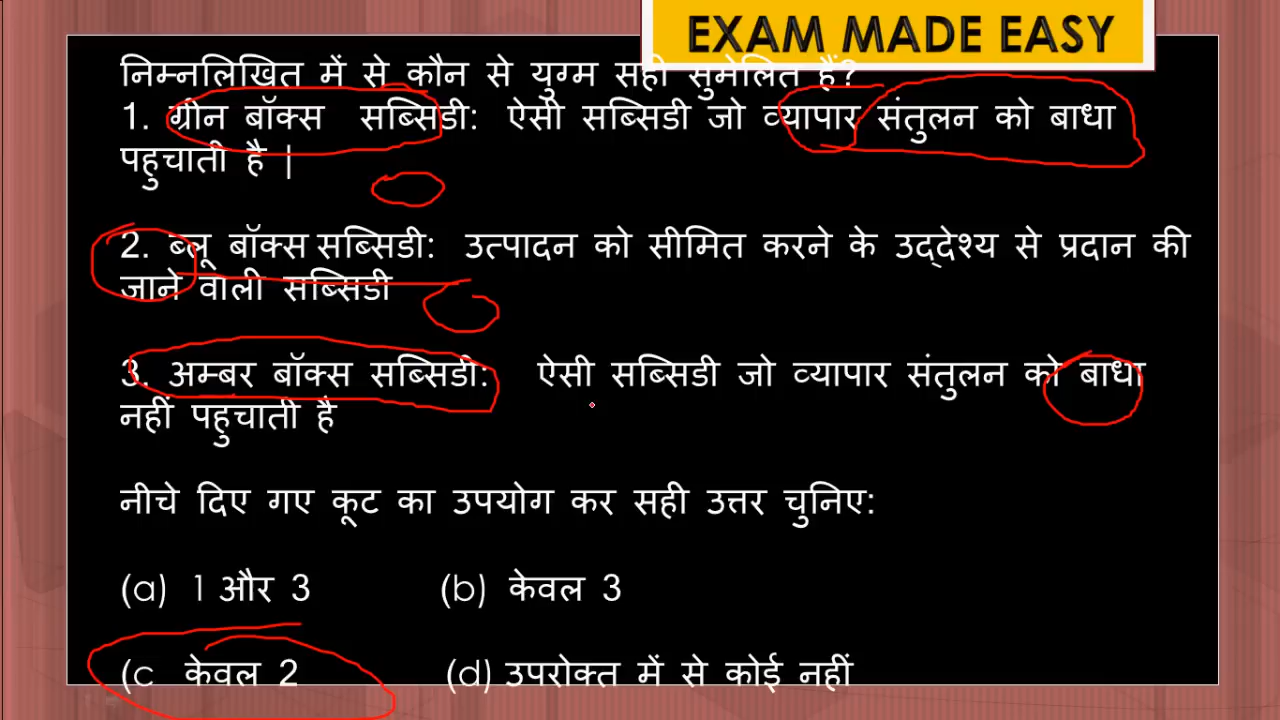 EXAM MADE EASY
निम्नलिखित में से कौन से युग्म सही सुमेलित हैं?
1. ग्रीन बॉक्स सब्सिडी: ऐसी सब्सिडी जो व्यापार संतुलन को बाधा
पहुचाती है |
2. ब्लू बॉक्स सब्सिडी: उत्पादन को सीमित करने के उद्देश्य से प्रदान की
जाने वाली सब्सिडी
3. अम्बर बॉक्स सब्सिडी: ऐसी सब्सिडी जो व्यापार संतुलन को बाधा
नहीं पहुचाती है
नीचे दिए गए कूट का उपयोग कर सही उत्तर चुनिए:
(a) 1 और 3 (b) केवल 3
(c केवल 2 (d) उपरोक्त में से कोई नहीं